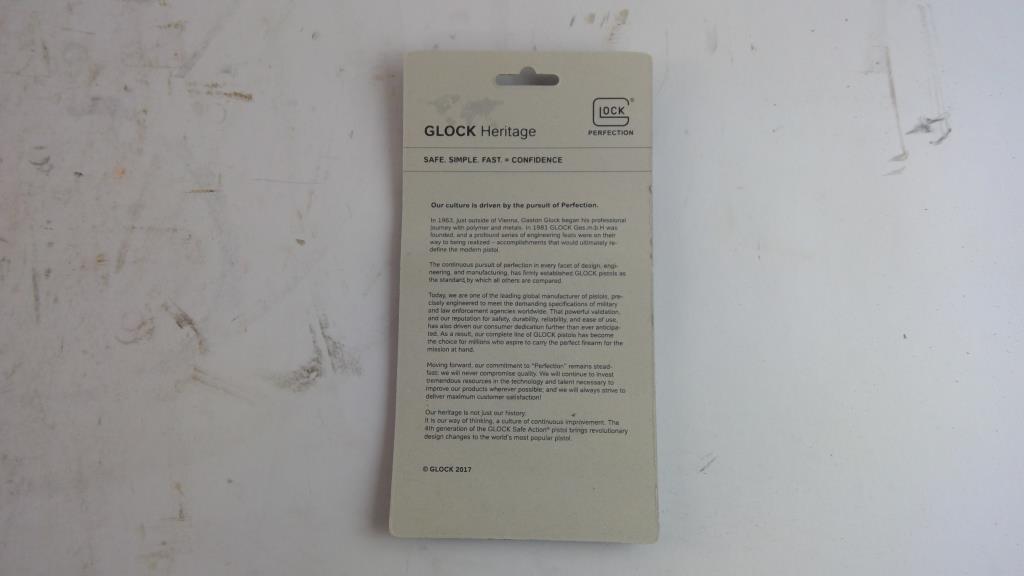 GLOCK Heritage
GLOCK®
PERFECTION
SAFE. SIMPLE. FAST. = CONFIDENCE
Our culture is driven by the pursuit of Perfection.
In 1963, just outside of Vienna, Gaston Glock began his professional
journey with polymer and metals. In 1981 GLOCK Ges.m.b.H was
founded, and a profound series of engineering feats were on their
way to being realized – accomplishments that would ultimately re-
define the modern pistol.
The continuous pursuit of perfection in every facet of design, engi-
neering, and manufacturing, has firmly established GLOCK pistols as
the standard by which all others are compared.
Today, we are one of the leading global manufacturer of pistols, pre-
cisely engineered to meet the demanding specifications of military
and law enforcement agencies worldwide. That powerful validation,
and our reputation for safety, durability, reliability, and ease of use,
has also driven our consumer dedication further than ever anticipa-
ted. As a result, our complete line of GLOCK pistols has become
the choice for millions who aspire to carry the perfect firearm for the
mission at hand.
Moving forward, our commitment to "Perfection" remains stead-
fast; we will never compromise quality. We will continue to invest
tremendous resources in the technology and talent necessary to
improve our products wherever possible; and we will always strive to
deliver maximum customer satisfaction!
Our heritage is not just our history.
It is our way of thinking, a culture of continuous improvement. The
4th generation of the GLOCK Safe Action® pistol brings revolutionary
design changes to the world's most popular pistol.
© GLOCK 2017